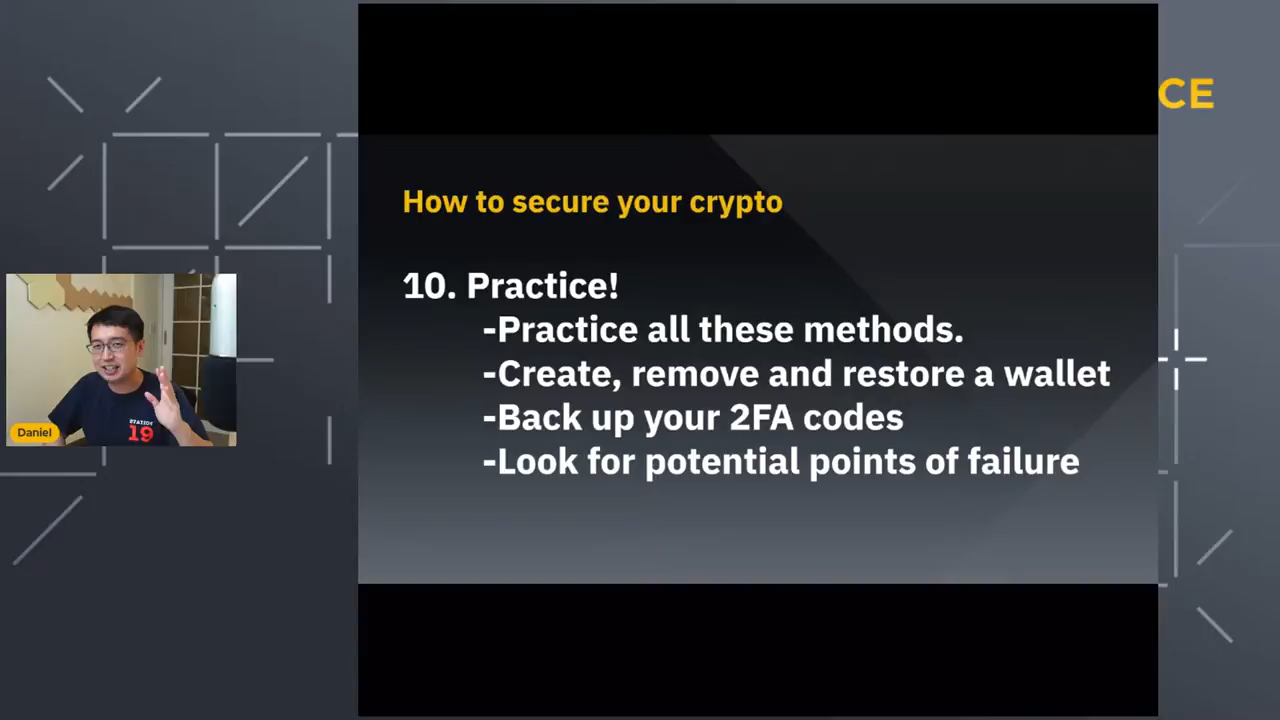 CE
How to secure your crypto
10. Practice!
-Practice all these methods.
-Create, remove and restore a wallet
-Back up your 2FA codes
-Look for potential points of failure
STATION
19
Daniel